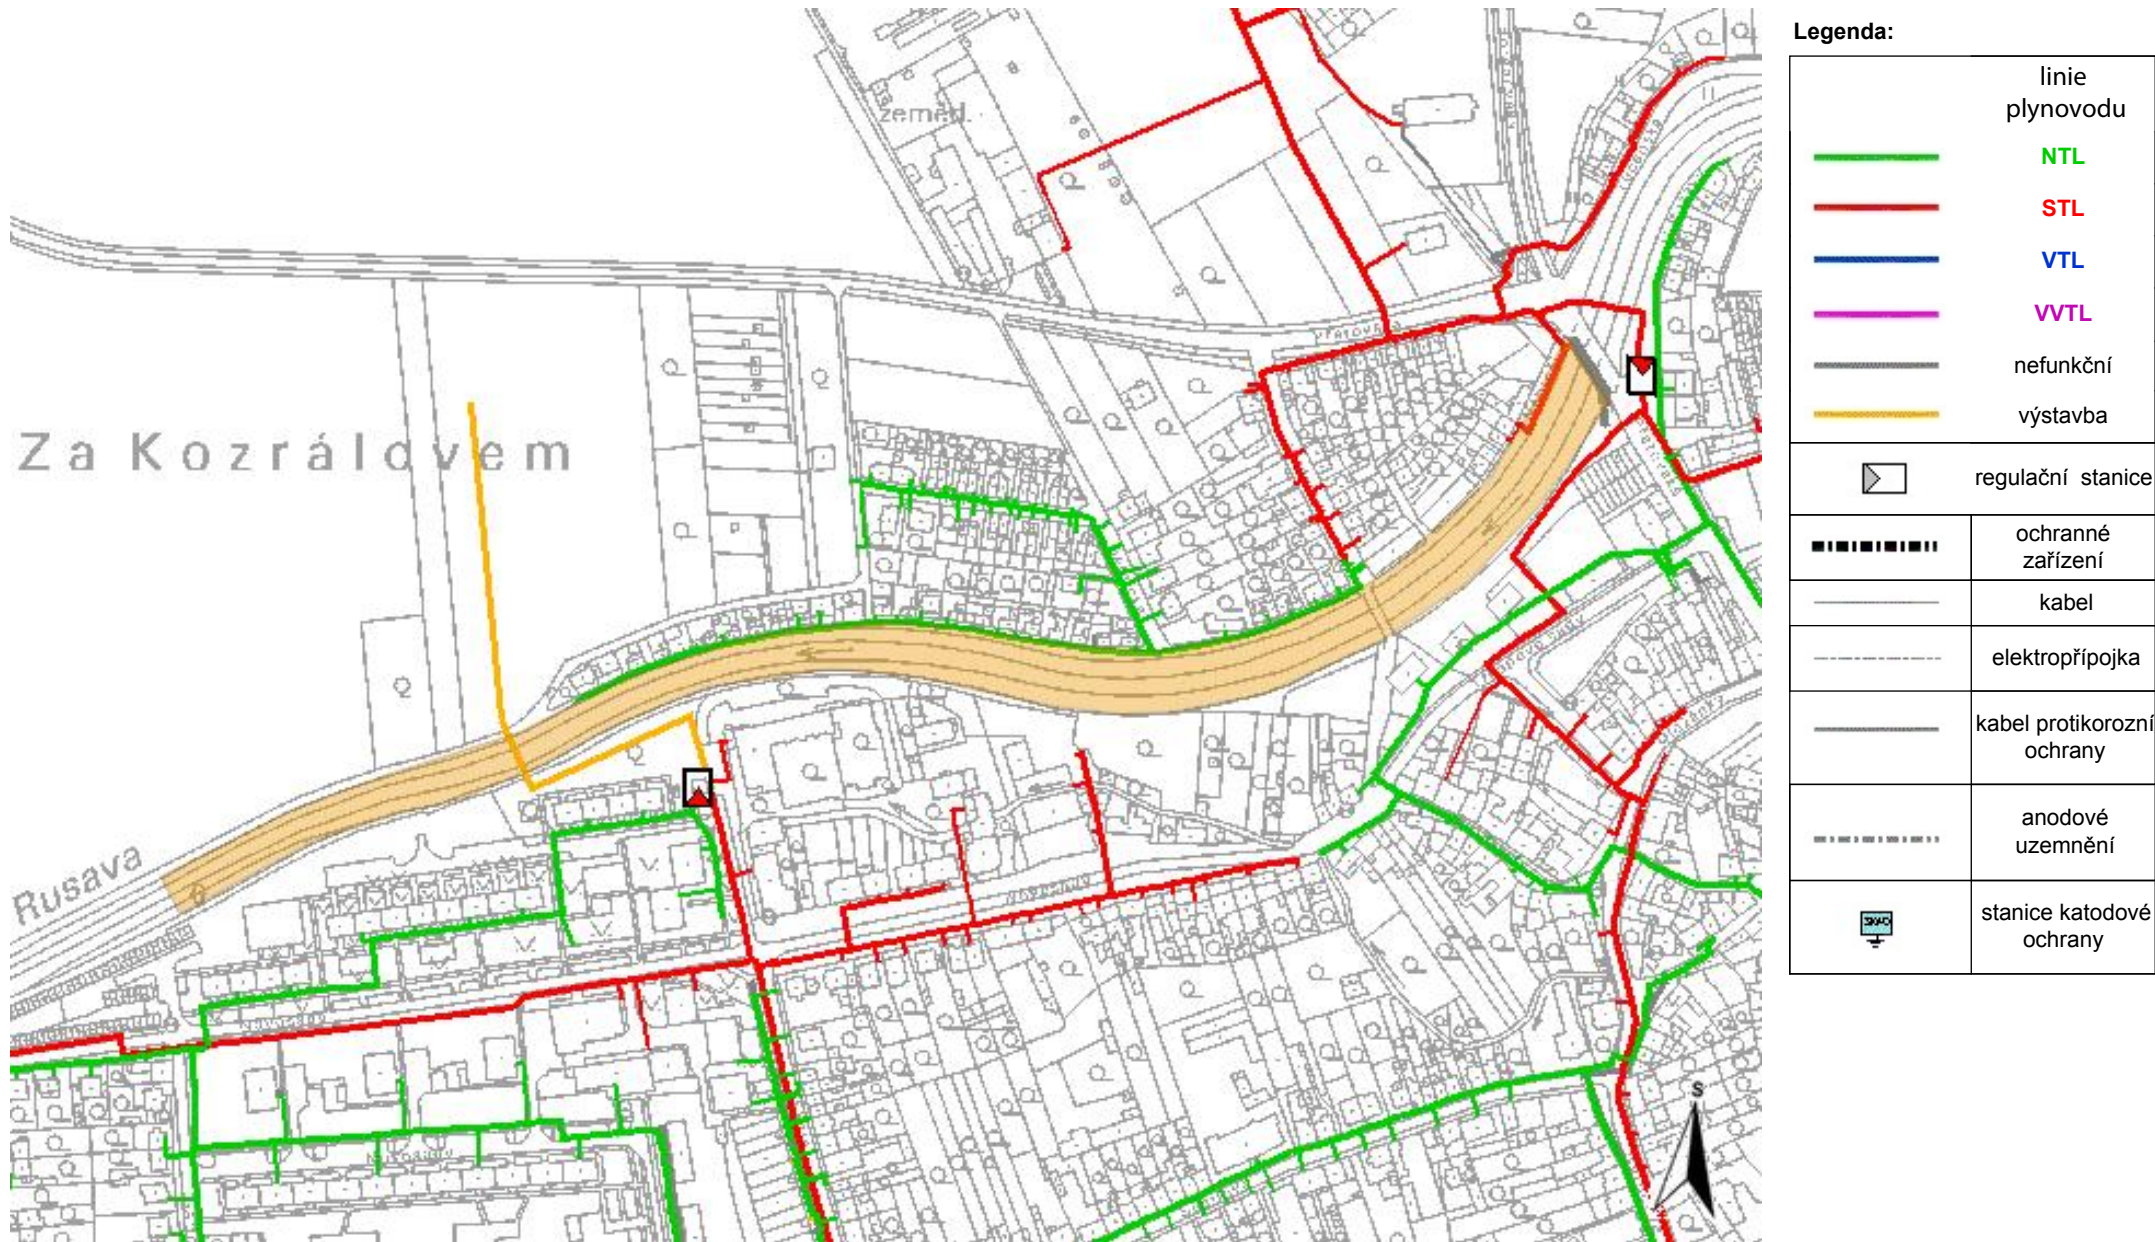 Legenda:
linie
plynovodu
NTL
STL
VTL
VVTL
nefunkční
výstavba
regulační stanice
ochranné
zařízení
kabel
elektropřípojka
kabel protikorozní
ochrany
anodové
uzemnění
stanice katodové
ochrany
zeměd.
Za Kozrálovem
Rusava
S